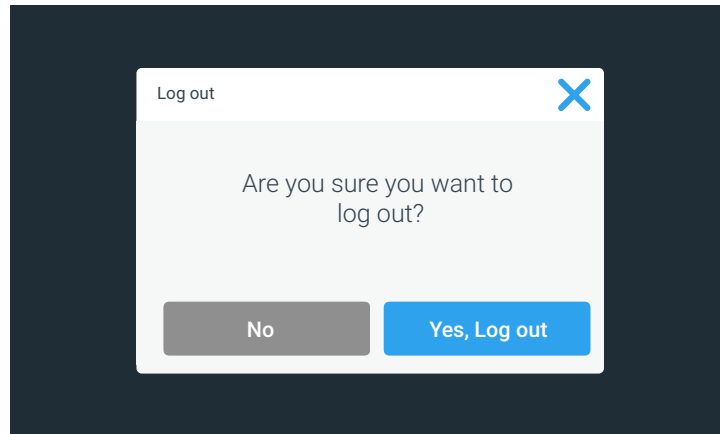 Log out
Are you sure you want to
log out?
No
Yes, Log out